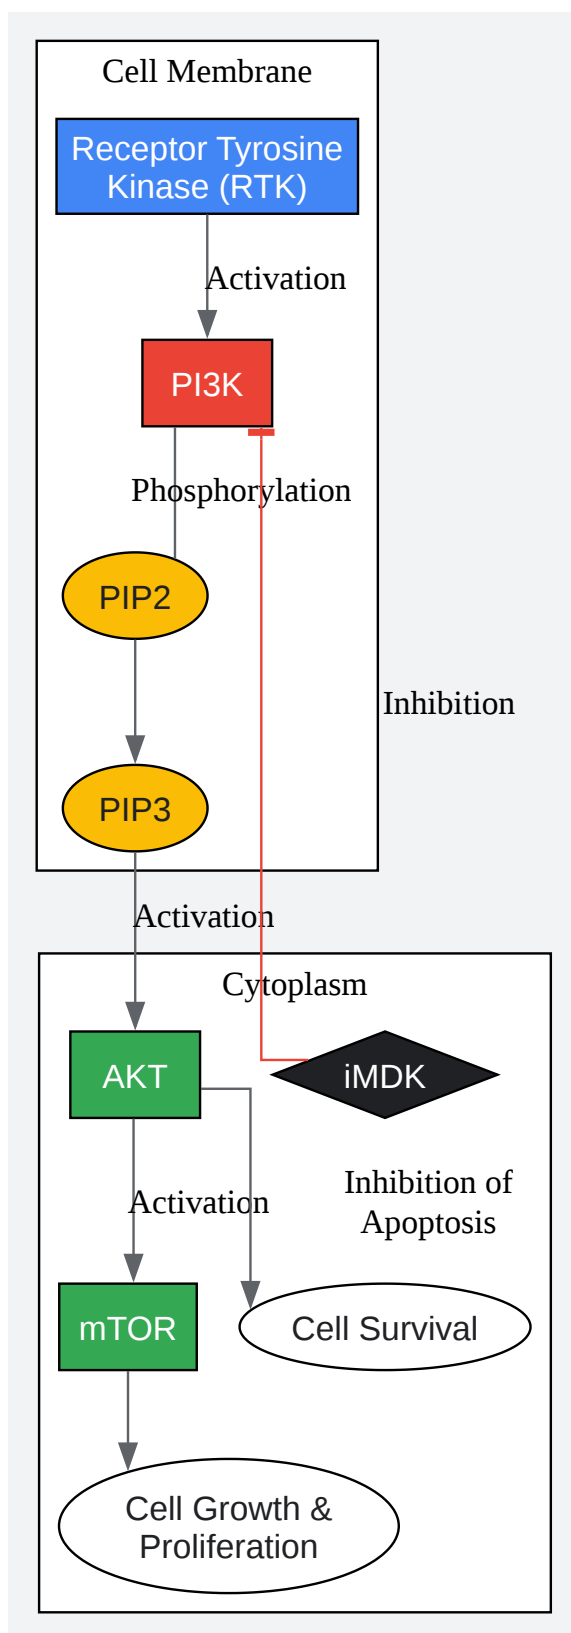 Cell Membrane
Receptor Tyrosine
Kinase (RTK)
Activation
PI3K
Phosphorylation
PIP2
Inhibition
PIP3
Activation
Cytoplasm
AKT
iMDK
Activation
Inhibition of
Apoptosis
mTOR
Cell Survival
Cell Growth &
Proliferation